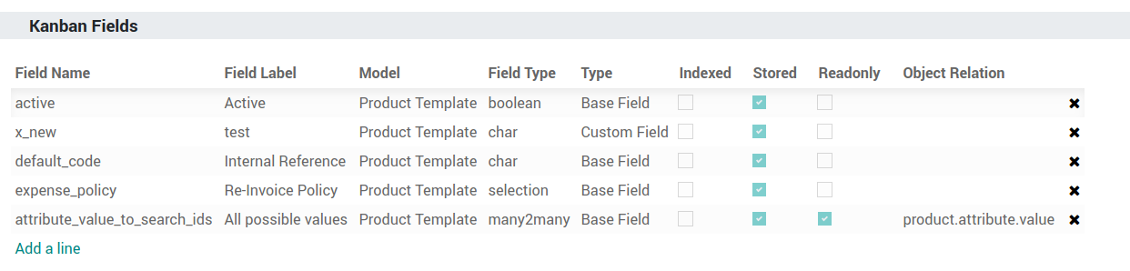 Kanban Fields
Field Name Field Label Model Field Type Type Indexed Stored Readonly Object Relation
active Active Product Template boolean Base Field
x_new test Product Template char Custom Field
default_code Internal Reference Product Template char Base Field
expense_policy Re-Invoice Policy Product Template selection Base Field
attribute_value_to_search_ids All possible values Product Template many2many Base Field product.attribute.value
Add a line